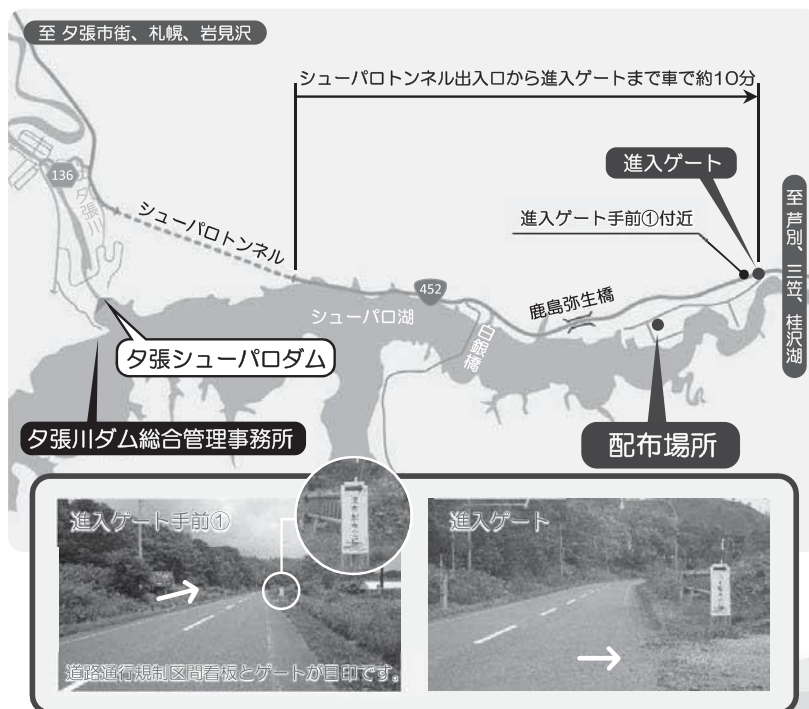 至 夕張市街、札幌、岩見沢
シューパロトンネル出入口から進入ゲートまで車で約10分
進入ゲート
136
夕張川
シューパロトンネル
進入ゲート手前①付近
至 芦別、三笠、桂沢湖
452
鹿島弥生橋
シューパロ湖
白銀橋
夕張シューパロダム
夕張川ダム総合管理事務所
配布場所
進入ゲート手前①
進入ゲート
道路通行規制区間看板とゲートが目印です。